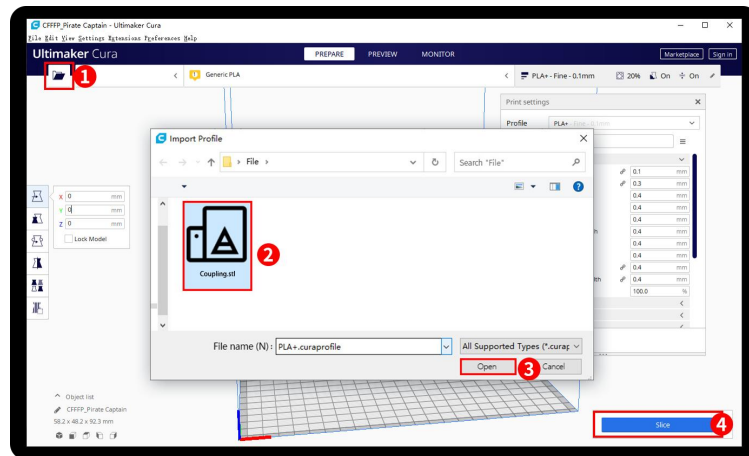 CFFFP_Pirate Captain - Ultimaker Cura
File Edit View Settings Extensions Preferences Help
Ultimaker Cura
PREPARE PREVIEW MONITOR
Marketplace Sign in
1
Generic PLA
PLA+ - Fine - 0.1mm 20% On On
Print settings
Profile PLA+ - Fine - 0.1mm
Import Profile
File
Search "File"
0.1 mm
0.3 mm
0.4 mm
0.4 mm
0.4 mm
0.4 mm
0.4 mm
0.4 mm
0.4 mm
0.4 mm
100.0 %
X 0 mm
Y 0 mm
Z 0 mm
Lock Model
Coupling.stl
2
File name (N): PLA+.curaprofile
All Supported Types (*.curap
Open
3
Cancel
Object list
CFFFP_Pirate Captain
58.2 x 48.2 x 92.3 mm
Slice
4